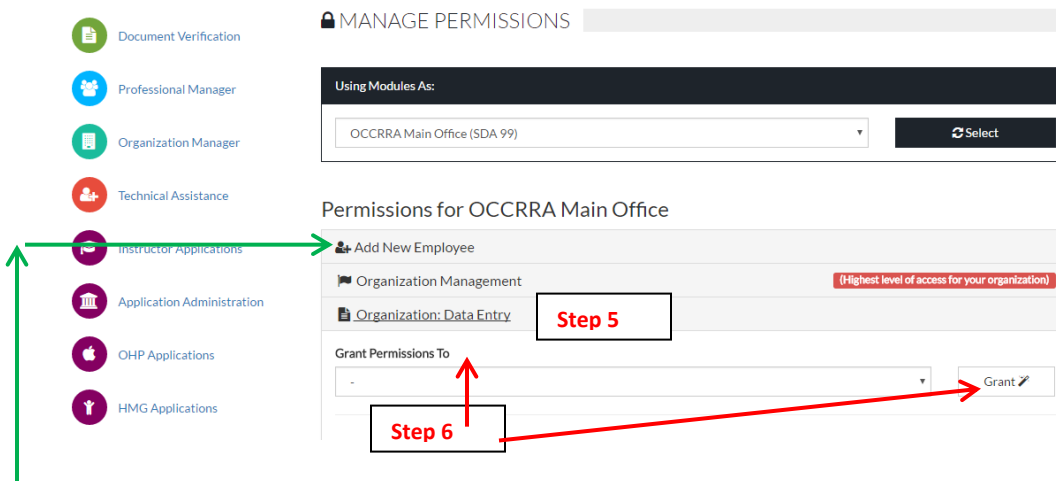 Document Verification
Professional Manager
Organization Manager
Technical Assistance
Instructor Applications
Application Administration
OHP Applications
HMG Applications
MANAGE PERMISSIONS
Using Modules As:
OCCRRA Main Office (SDA 99)
Select
Permissions for OCCRRA Main Office
Add New Employee
Organization Management
(Highest level of access for your organization)
Organization: Data Entry
Step 5
Grant Permissions To
-
Grant
Step 6